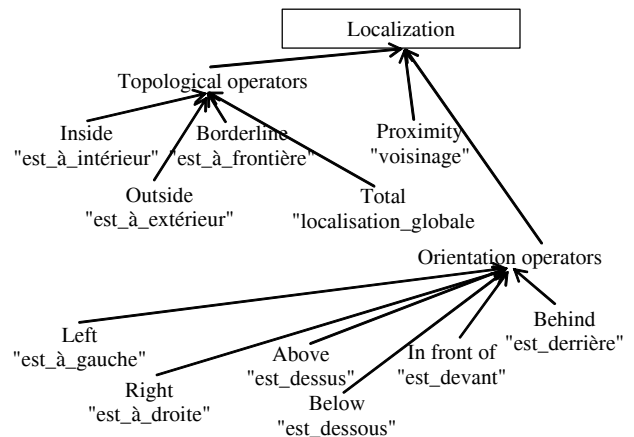 Localization
Topological operators
Inside
"est_à_intérieur"
Borderline
"est_à_frontière"
Proximity
"voisinage"
Outside
"est_à_extérieur"
Total
"localisation_globale
Orientation operators
Left
"est_à_gauche"
Right
"est_à_droite"
Above
"est_dessus"
Below
"est_dessous"
In front of
"est_devant"
Behind
"est_derrière"